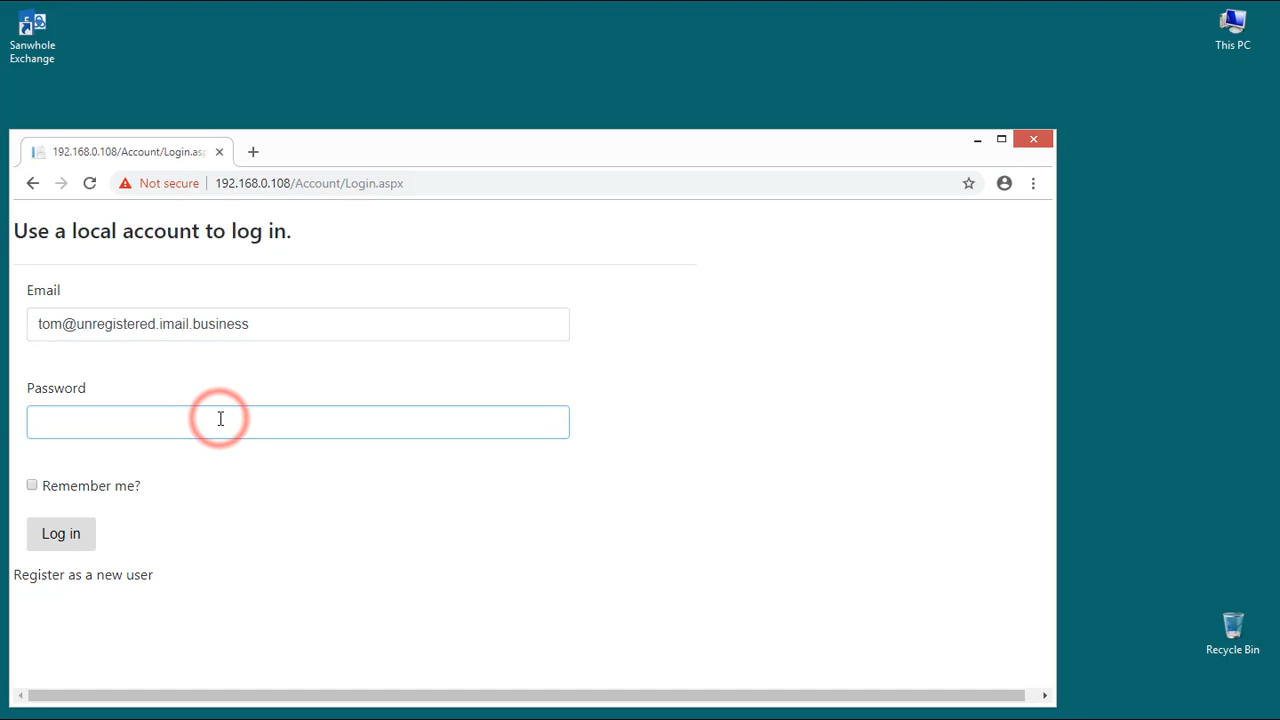 Sanwhole
Exchange
This PC
192.168.0.108/Account/Login.asp
Not secure
192.168.0.108/Account/Login.aspx
Use a local account to log in.
Email
tom@unregistered.imail.business
Password
Remember me?
Log in
Register as a new user
Recycle Bin